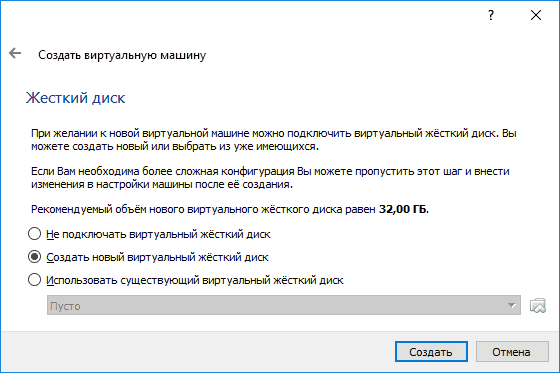 ?
Создать виртуальную машину
Жесткий диск
При желании к новой виртуальной машине можно подключить виртуальный жёсткий диск. Вы
можете создать новый или выбрать из уже имеющихся.
Если Вам необходима более сложная конфигурация Вы можете пропустить этот шаг и внести
изменения в настройки машины после её создания.
Рекомендуемый объём нового виртуального жёсткого диска равен 32,00 ГБ.
Не подключать виртуальный жёсткий диск
Создать новый виртуальный жёсткий диск
Использовать существующий виртуальный жёсткий диск
Пусто
Создать
Отмена